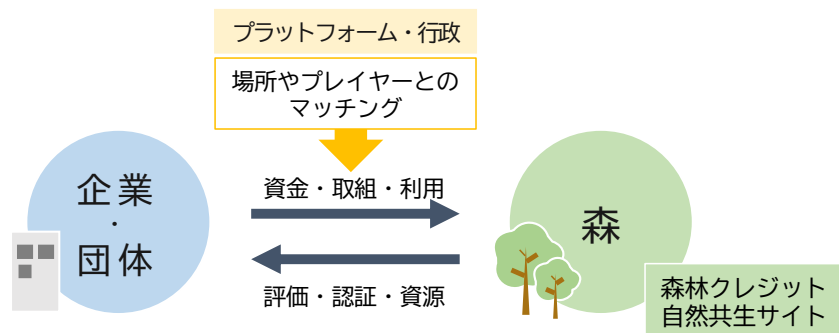 プラットフォーム・行政
場所やプレイヤーとの
マッチング
企業
・
団体
資金・取組・利用
森
評価・認証・資源
森林クレジット
自然共生サイト